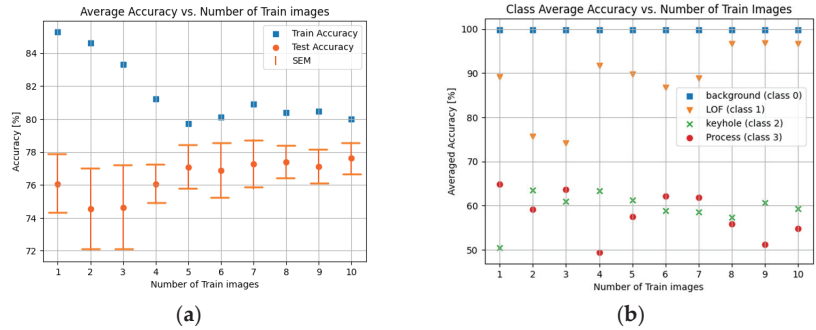 Average Accuracy vs. Number of Train images
Accuracy [%]
84
82
80
78
76
74
72
Train Accuracy
Test Accuracy
SEM
1 2 3 4 5 6 7 8 9 10
Number of Train images
(a)
Class Average Accuracy vs. Number of Train Images
Averaged Accuracy [%]
100
90
80
70
60
50
background (class 0)
LOF (class 1)
keyhole (class 2)
Process (class 3)
1 2 3 4 5 6 7 8 9 10
Number of Train images
(b)